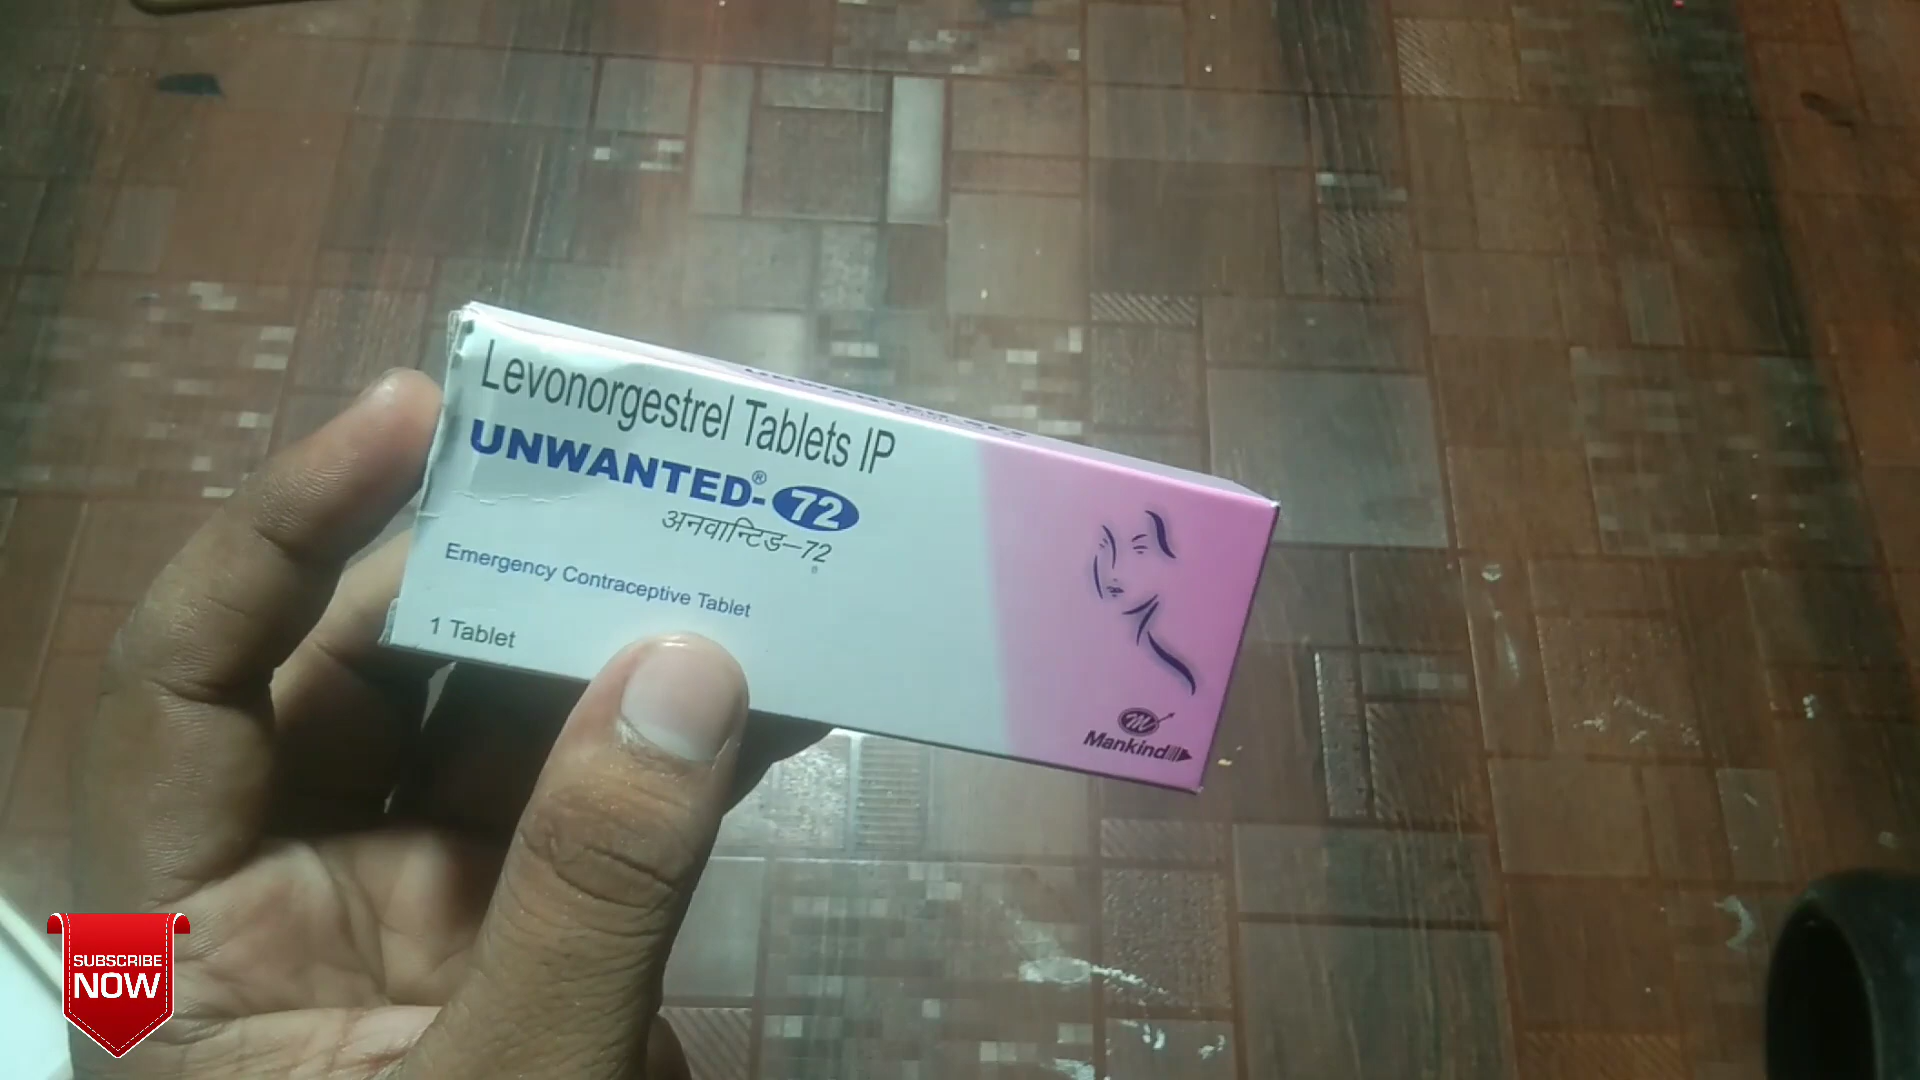 Levonorgestrel Tablets IP
UNWANTED®-72
अनवान्टिड–72
Emergency Contraceptive Tablet
1 Tablet
Mankind
SUBSCRIBE
NOW